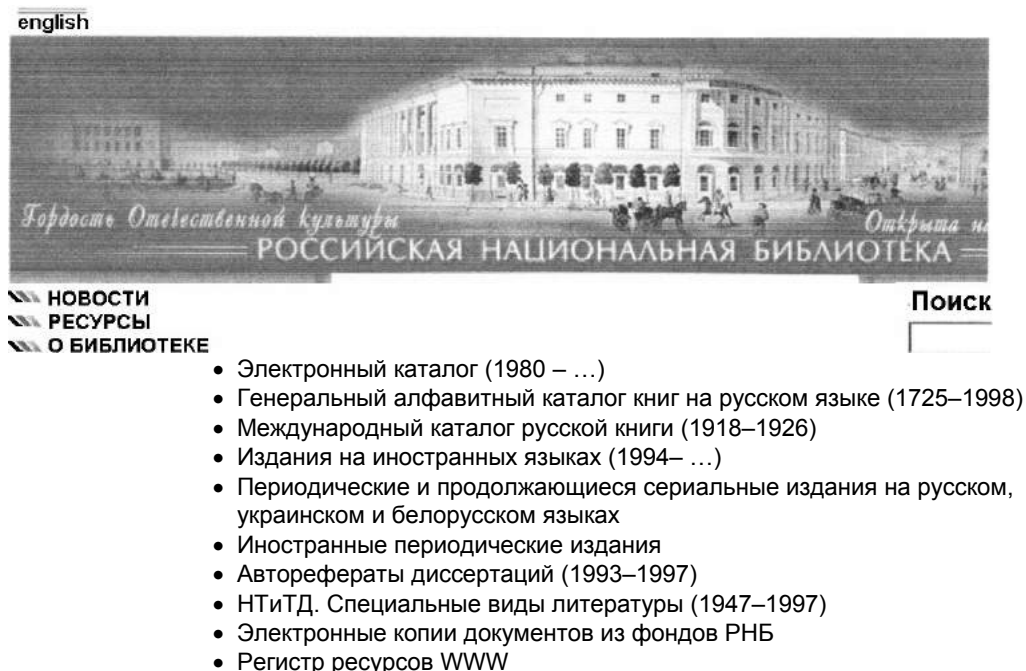 english
Гордость Отечественной культуры
Открыта на
РОССИЙСКАЯ НАЦИОНАЛЬНАЯ БИБЛИОТЕКА
НОВОСТИ
Поиск
РЕСУРСЫ
О БИБЛИОТЕКЕ
• Электронный каталог (1980 – …)
• Генеральный алфавитный каталог книг на русском языке (1725–1998)
• Международный каталог русской книги (1918–1926)
• Издания на иностранных языках (1994– …)
• Периодические и продолжающиеся сериальные издания на русском,
украинском и белорусском языках
• Иностранные периодические издания
• Авторефераты диссертаций (1993–1997)
• НТиТД. Специальные виды литературы (1947–1997)
• Электронные копии документов из фондов РНБ
• Регистр ресурсов WWW